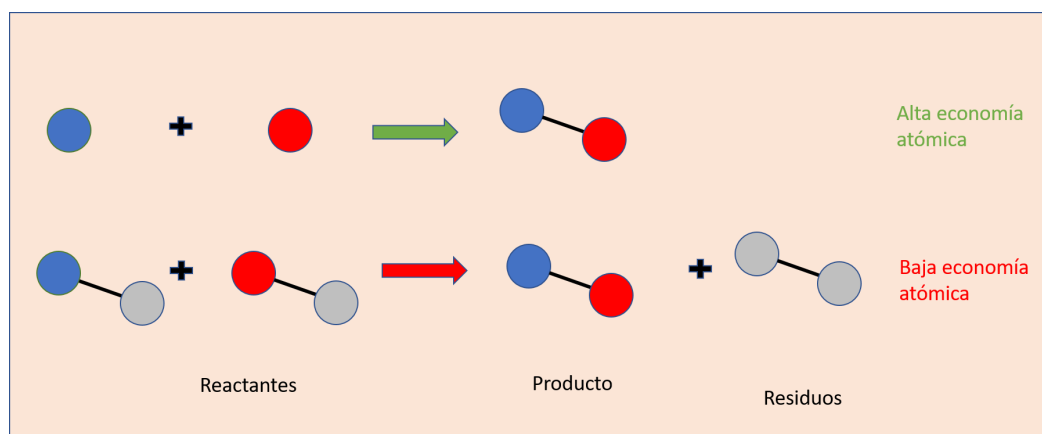 Alta economía
atómica
Baja economía
atómica
Reactantes
Producto
Residuos